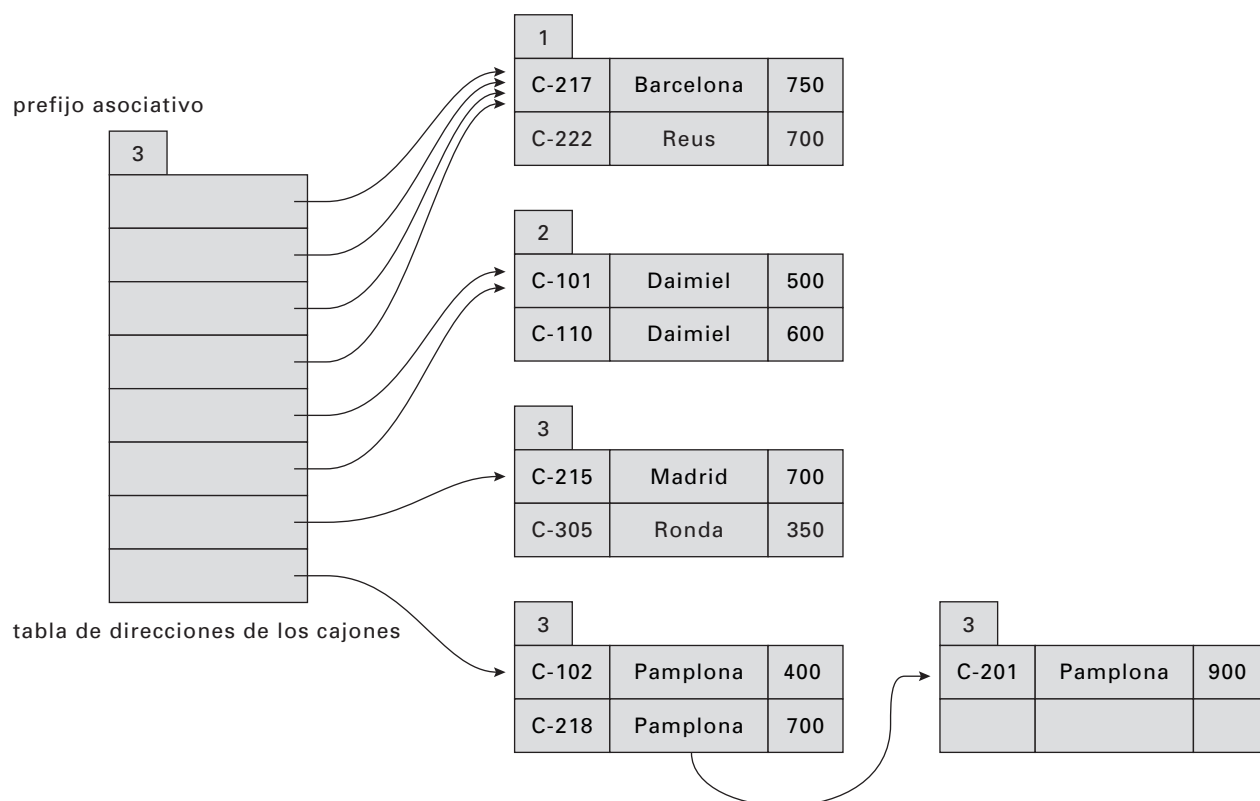 prefijo asociativo
3
tabla de direcciones de los cajones
1
C-217 Barcelona 750
C-222 Reus 700
2
C-101 Daimiel 500
C-110 Daimiel 600
3
C-215 Madrid 700
C-305 Ronda 350
3
C-102 Pamplona 400
C-218 Pamplona 700
3
C-201 Pamplona 900